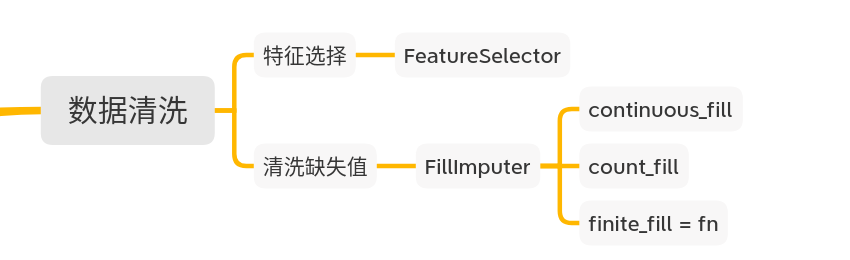 数据清洗
特征选择
FeatureSelector
清洗缺失值
FillImputer
continuous_fill
count_fill
finite_fill = fn